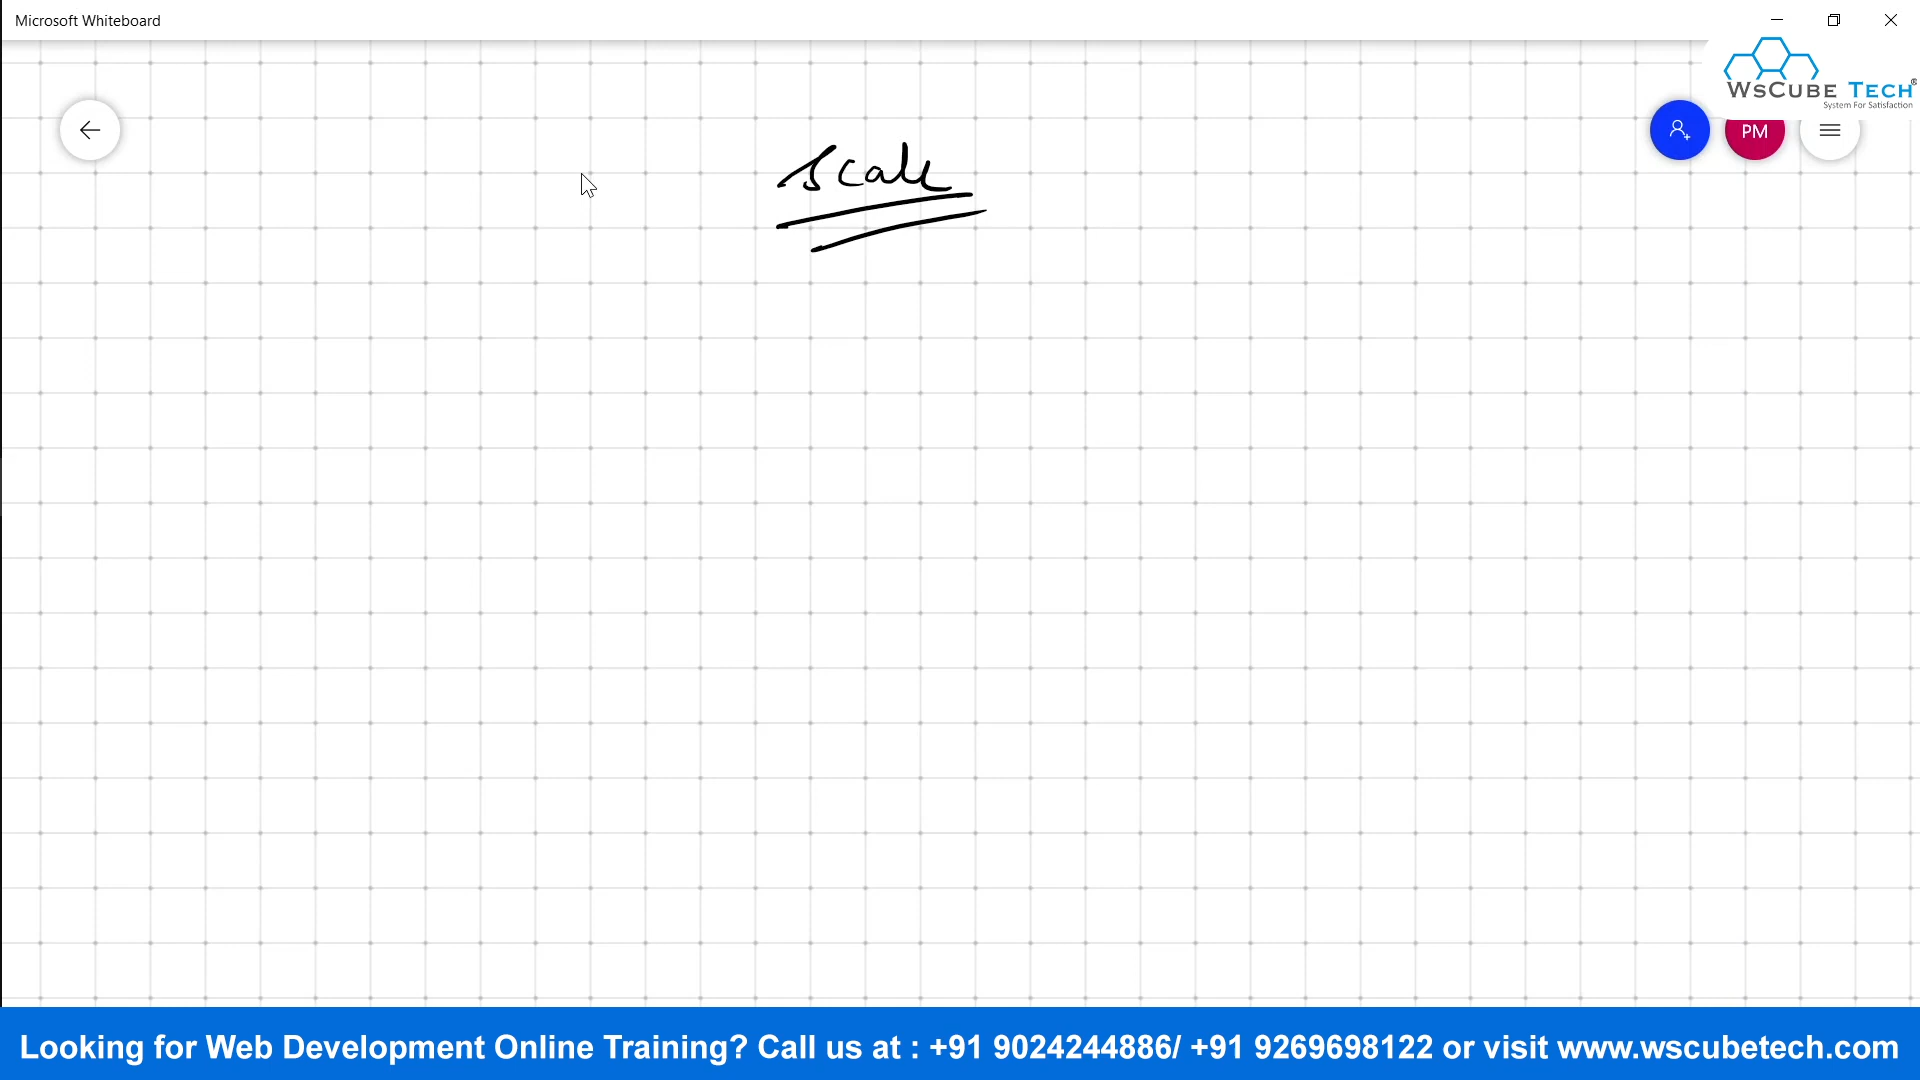 Microsoft Whiteboard
WsCube Tech®
System For Satisfaction
PM
Scale
Looking for Web Development Online Training? Call us at : +91 9024244886/ +91 9269698122 or visit www.wscubetech.com